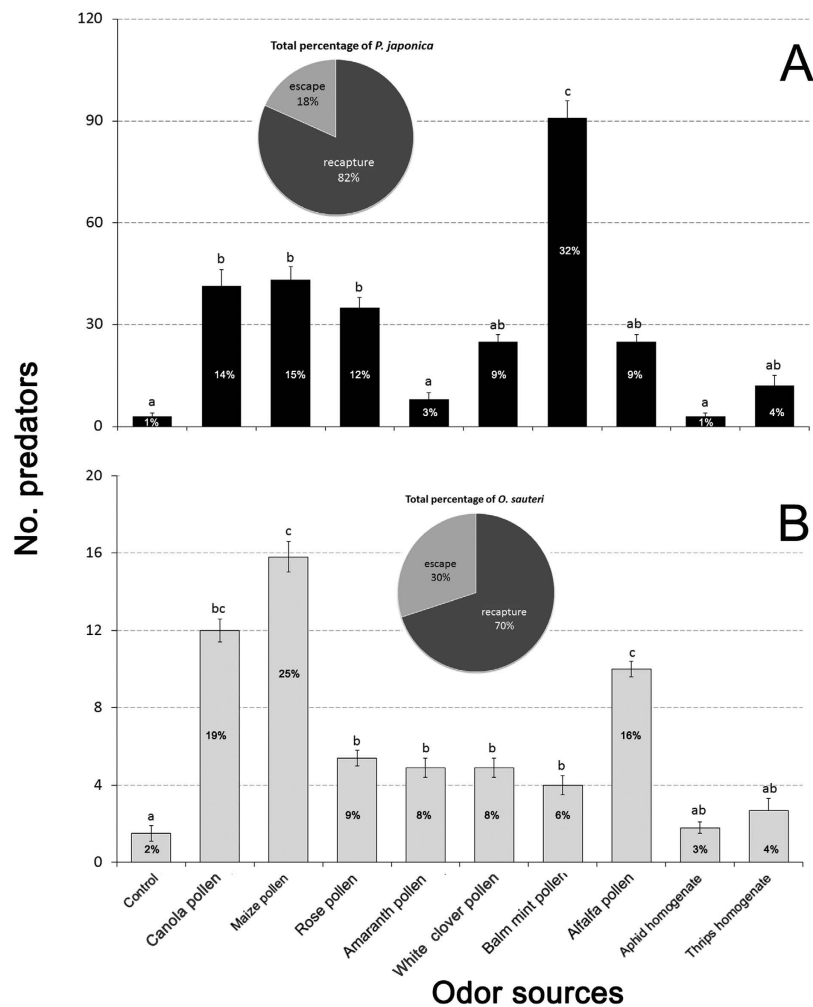 120
90
60
30
0
No. predators
A
Total percentage of P. japonica
escape
18%
recapture
82%
a
b
b
b
a
ab
c
ab
a
ab
1%
14%
15%
12%
3%
9%
32%
9%
1%
4%
20
16
12
8
4
0
B
Total percentage of O. sauteri
escape
30%
recapture
70%
a
bc
c
b
b
b
b
c
ab
ab
2%
19%
25%
9%
8%
8%
6%
16%
3%
4%
Control
Canola pollen
Maize pollen
Rose pollen
Amaranth pollen
White clover pollen
Balm mint pollen
Alfalfa pollen
Aphid homogenate
Thrips homogenate
Odor sources